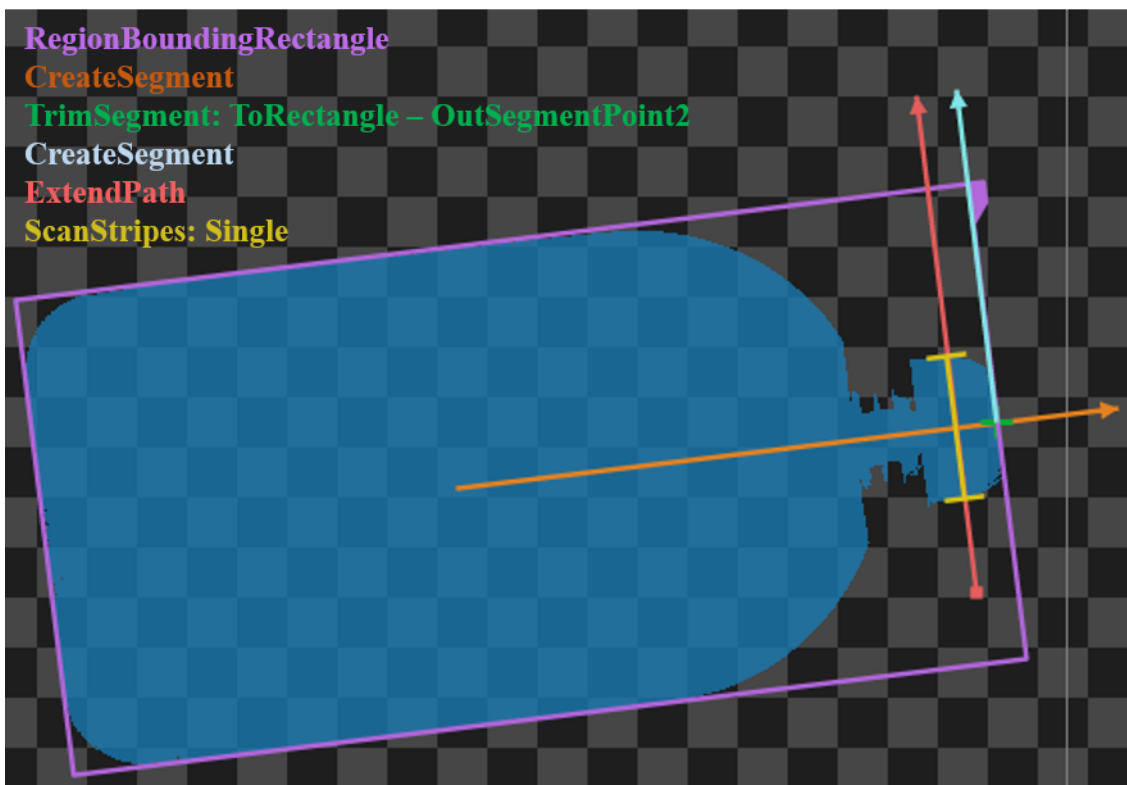 RegionBoundingRectangle
CreateSegment
TrimSegment: ToRectangle – OutSegmentPoint2
CreateSegment
ExtendPath
ScanStripes: Single